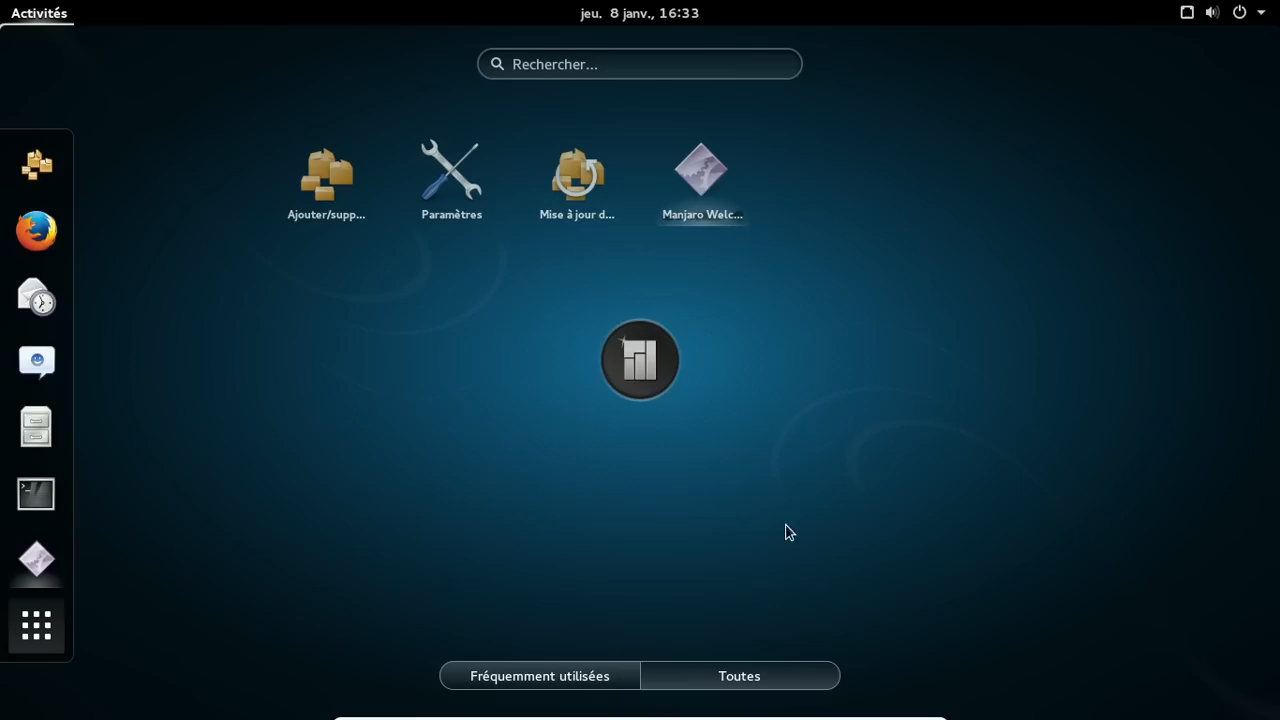 Activités
jeu. 8 janv., 16:33
Rechercher...
Ajouter/supp...
Paramètres
Mise à jour d...
Manjaro Welc...
Fréquemment utilisées
Toutes